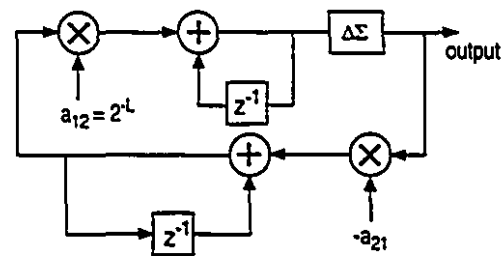 ×
+
ΔΣ
output
z⁻¹
a₁₂ = 2⁻ᴸ
+
×
z⁻¹
-a₂₁